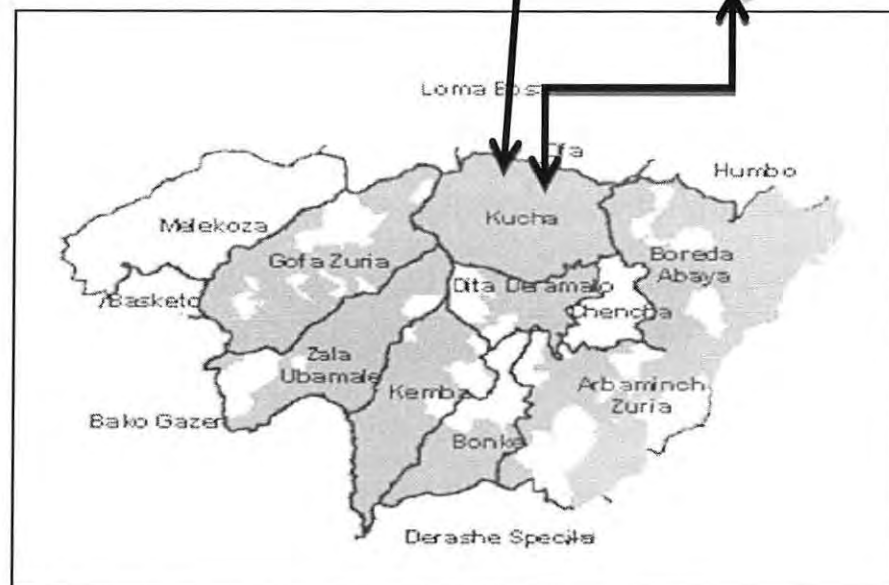 Loma Bosa
Ofa
Humbo
Melekoza
Kucha
Boreda
Abaya
Gofa Zuria
Dita Deramalo
/Basketo
Chencha
Zala
Ubamale
Kemba
Arbaminch
Zuria
Bako Gazer
Bonke
Derashe Special